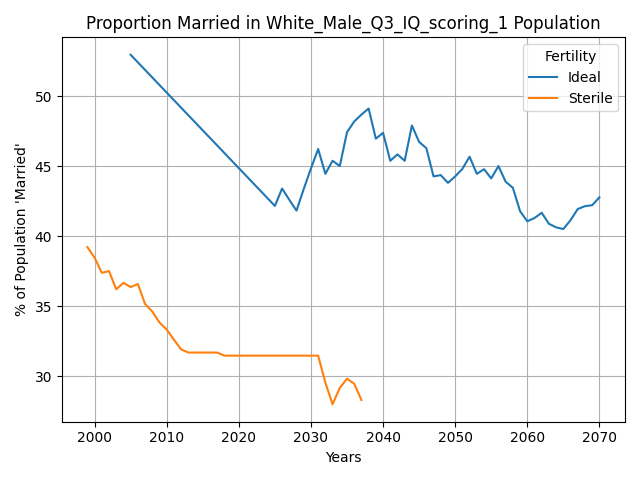 Proportion Married in White_Male_Q3_IQ_scoring_1 Population
% of Population 'Married'
50
45
40
35
30
2000 2010 2020 2030 2040 2050 2060 2070
Years
Fertility
Ideal
Sterile